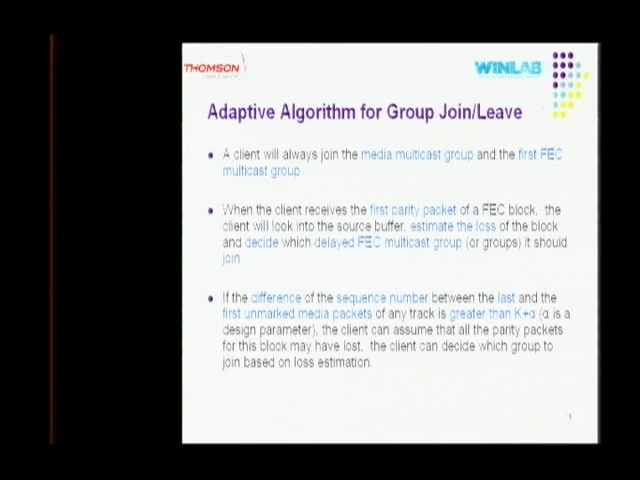 THOMSON
WINLAB
Adaptive Algorithm for Group Join/Leave
A client will always join the media multicast group and the first FEC
multicast group
When the client receives the first parity packet of a FEC block, the
client will look into the source buffer, estimate the loss of the block
and decide which delayed FEC multicast group (or groups) it should
join
If the difference of the sequence number between the last and the
first unmarked media packets of any track is greater than K+α (α is a
design parameter), the client can assume that all the parity packets
for this block may have lost, the client can decide which group to
join based on loss estimation.